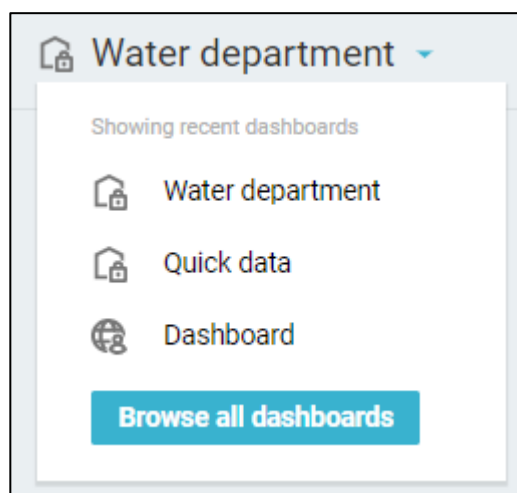 Water department
Showing recent dashboards
Water department
Quick data
Dashboard
Browse all dashboards